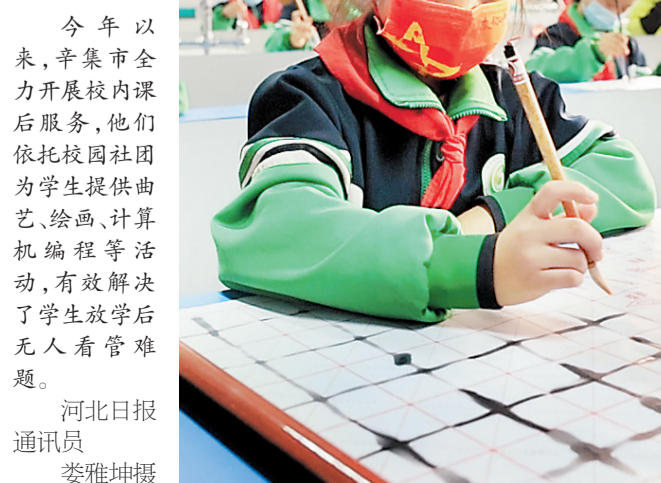 今年以
来，辛集市全
力开展校内课
后服务，他们
依托校园社团
为学生提供曲
艺、绘画、计算
机编程等活
动，有效解决
了学生放学后
无人看管难
题。
河北日报
通讯员
娄雅坤摄